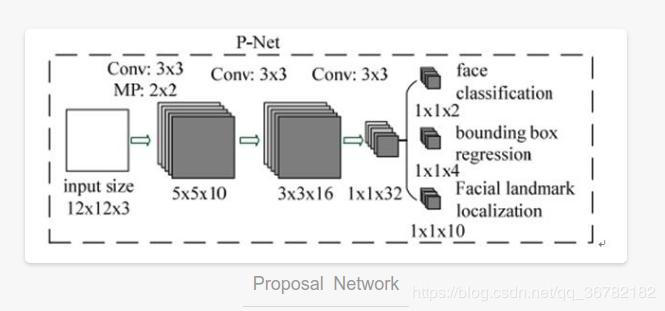 P-Net
Conv: 3x3
MP: 2x2
Conv: 3x3
Conv: 3x3
input size
12x12x3
5x5x10
3x3x16
1x1x32
face
classification
1x1x2
bounding box
regression
1x1x4
Facial landmark
localization
1x1x10
Proposal Network
https://blog.csdn.net/qq_36782182